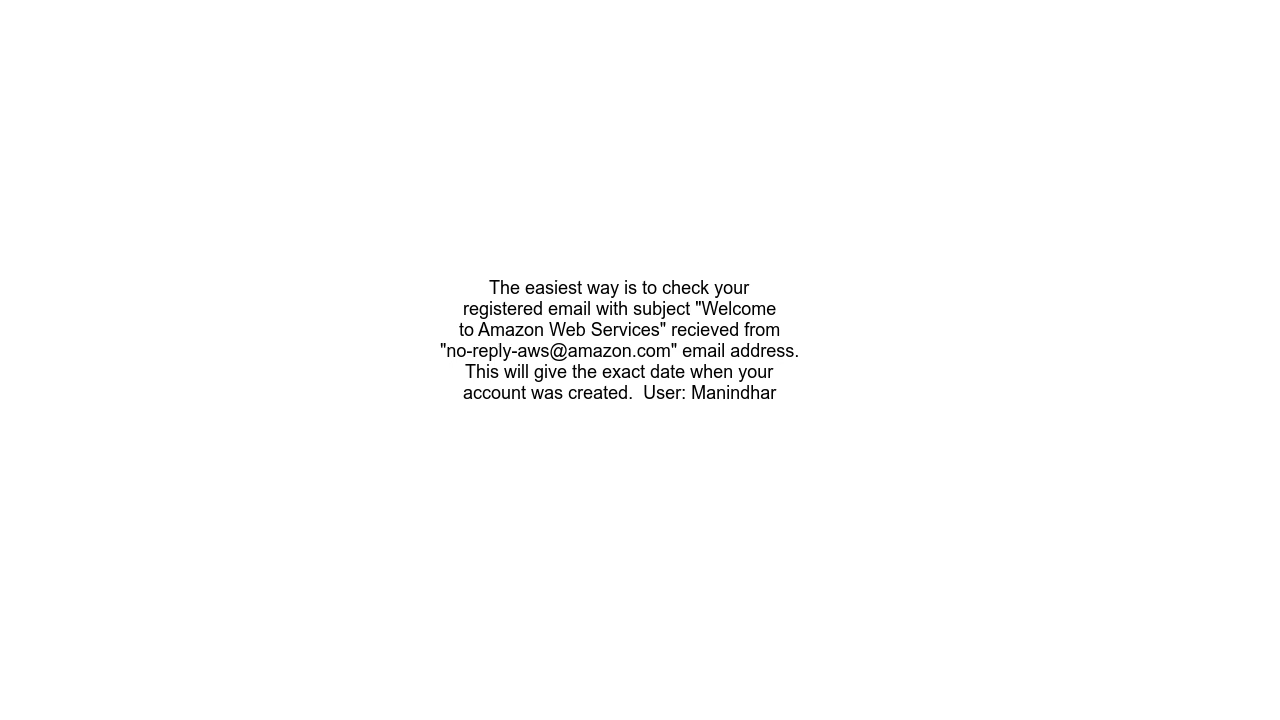 The easiest way is to check your
registered email with subject "Welcome
to Amazon Web Services" recieved from
"no-reply-aws@amazon.com" email address.
This will give the exact date when your
account was created.  User: Manindhar